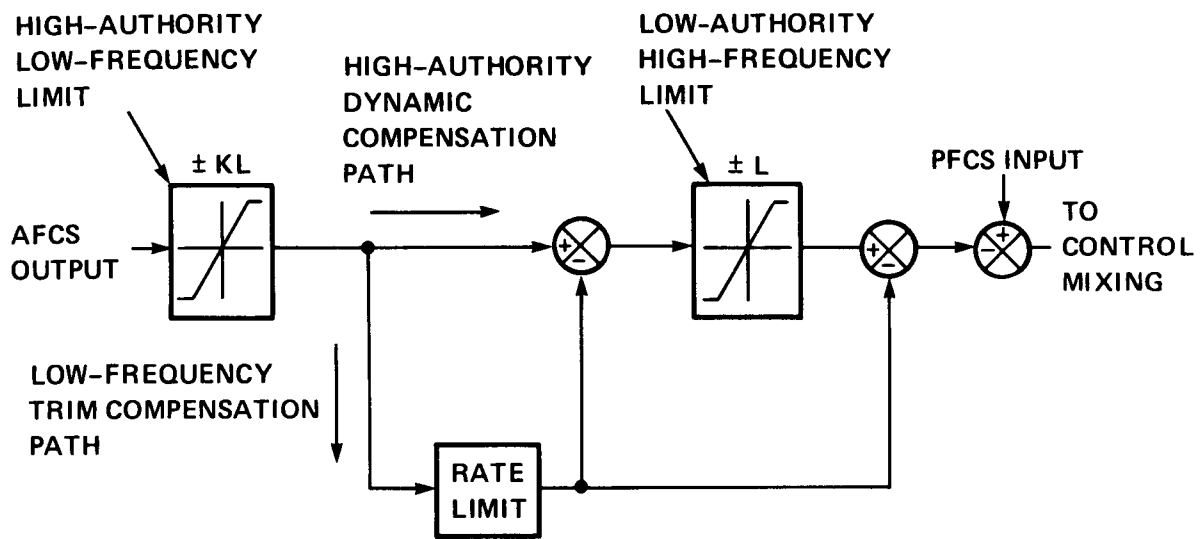 HIGH–AUTHORITY
LOW–FREQUENCY
LIMIT
± KL
HIGH–AUTHORITY
DYNAMIC
COMPENSATION
PATH
LOW–AUTHORITY
HIGH–FREQUENCY
LIMIT
± L
PFCS INPUT
AFCS
OUTPUT
+
–
+
–
+
–
TO
CONTROL
MIXING
LOW–FREQUENCY
TRIM COMPENSATION
PATH
RATE
LIMIT